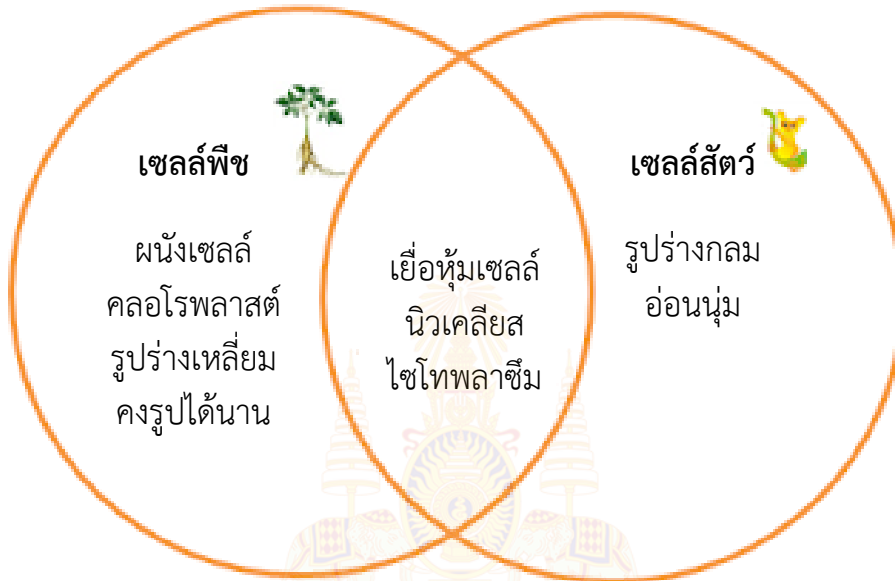 เซลล์พืช
ผนังเซลล์
คลอโรพลาสต์
รูปร่างเหลี่ยม
คงรูปได้นาน
เยื่อหุ้มเซลล์
นิวเคลียส
ไซโทพลาซึม
เซลล์สัตว์
รูปร่างกลม
อ่อนนุ่ม